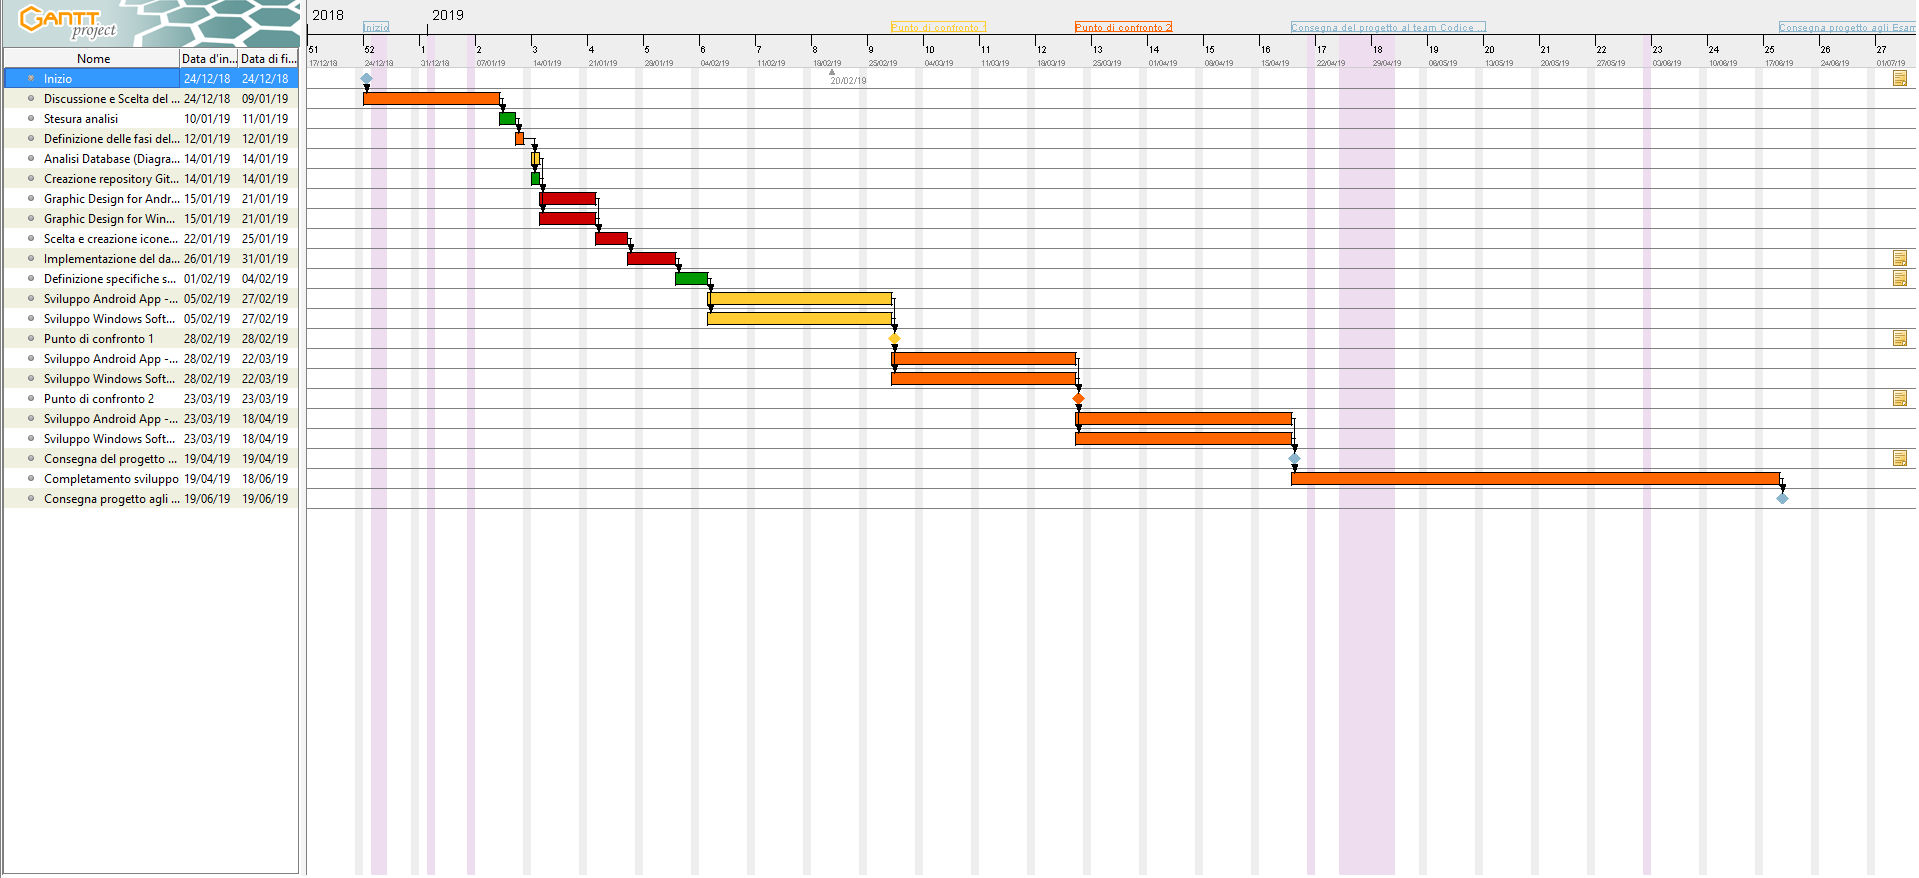 GANTT
project
2018
2019
Inizio
Punto di confronto
Punto di confronto 2
Consegna del progetto al team Codice ...
Consegna progetto agli Esam
51 52 1 2 3 4 5 6 7 8 9 10 11 12 13 14 15 16 17 18 19 20 21 22 23 24 25 26 27
17/12/18 24/12/18 31/12/18 07/01/19 14/01/19 21/01/19 28/01/19 04/02/19 11/02/19 18/02/19 25/02/19 04/03/19 11/03/19 18/03/19 25/03/19 01/04/19 08/04/19 15/04/19 22/04/19 29/04/19 06/05/19 13/05/19 20/05/19 27/05/19 03/06/19 10/06/19 17/06/19 24/06/19 01/07/19
20/02/19
Nome Data d'in... Data di fi...
Inizio 24/12/18 24/12/18
Discussione e Scelta del ... 24/12/18 09/01/19
Stesura analisi 10/01/19 11/01/19
Definizione delle fasi del... 12/01/19 12/01/19
Analisi Database (Diagra... 14/01/19 14/01/19
Creazione repository Git... 14/01/19 14/01/19
Graphic Design for Andr... 15/01/19 21/01/19
Graphic Design for Win... 15/01/19 21/01/19
Scelta e creazione icone... 22/01/19 25/01/19
Implementazione del da... 26/01/19 31/01/19
Definizione specifiche s... 01/02/19 04/02/19
Sviluppo Android App -... 05/02/19 27/02/19
Sviluppo Windows Soft... 05/02/19 27/02/19
Punto di confronto 1 28/02/19 28/02/19
Sviluppo Android App -... 28/02/19 22/03/19
Sviluppo Windows Soft... 28/02/19 22/03/19
Punto di confronto 2 23/03/19 23/03/19
Sviluppo Android App -... 23/03/19 18/04/19
Sviluppo Windows Soft... 23/03/19 18/04/19
Consegna del progetto ... 19/04/19 19/04/19
Completamento sviluppo 19/04/19 18/06/19
Consegna progetto agli ... 19/06/19 19/06/19